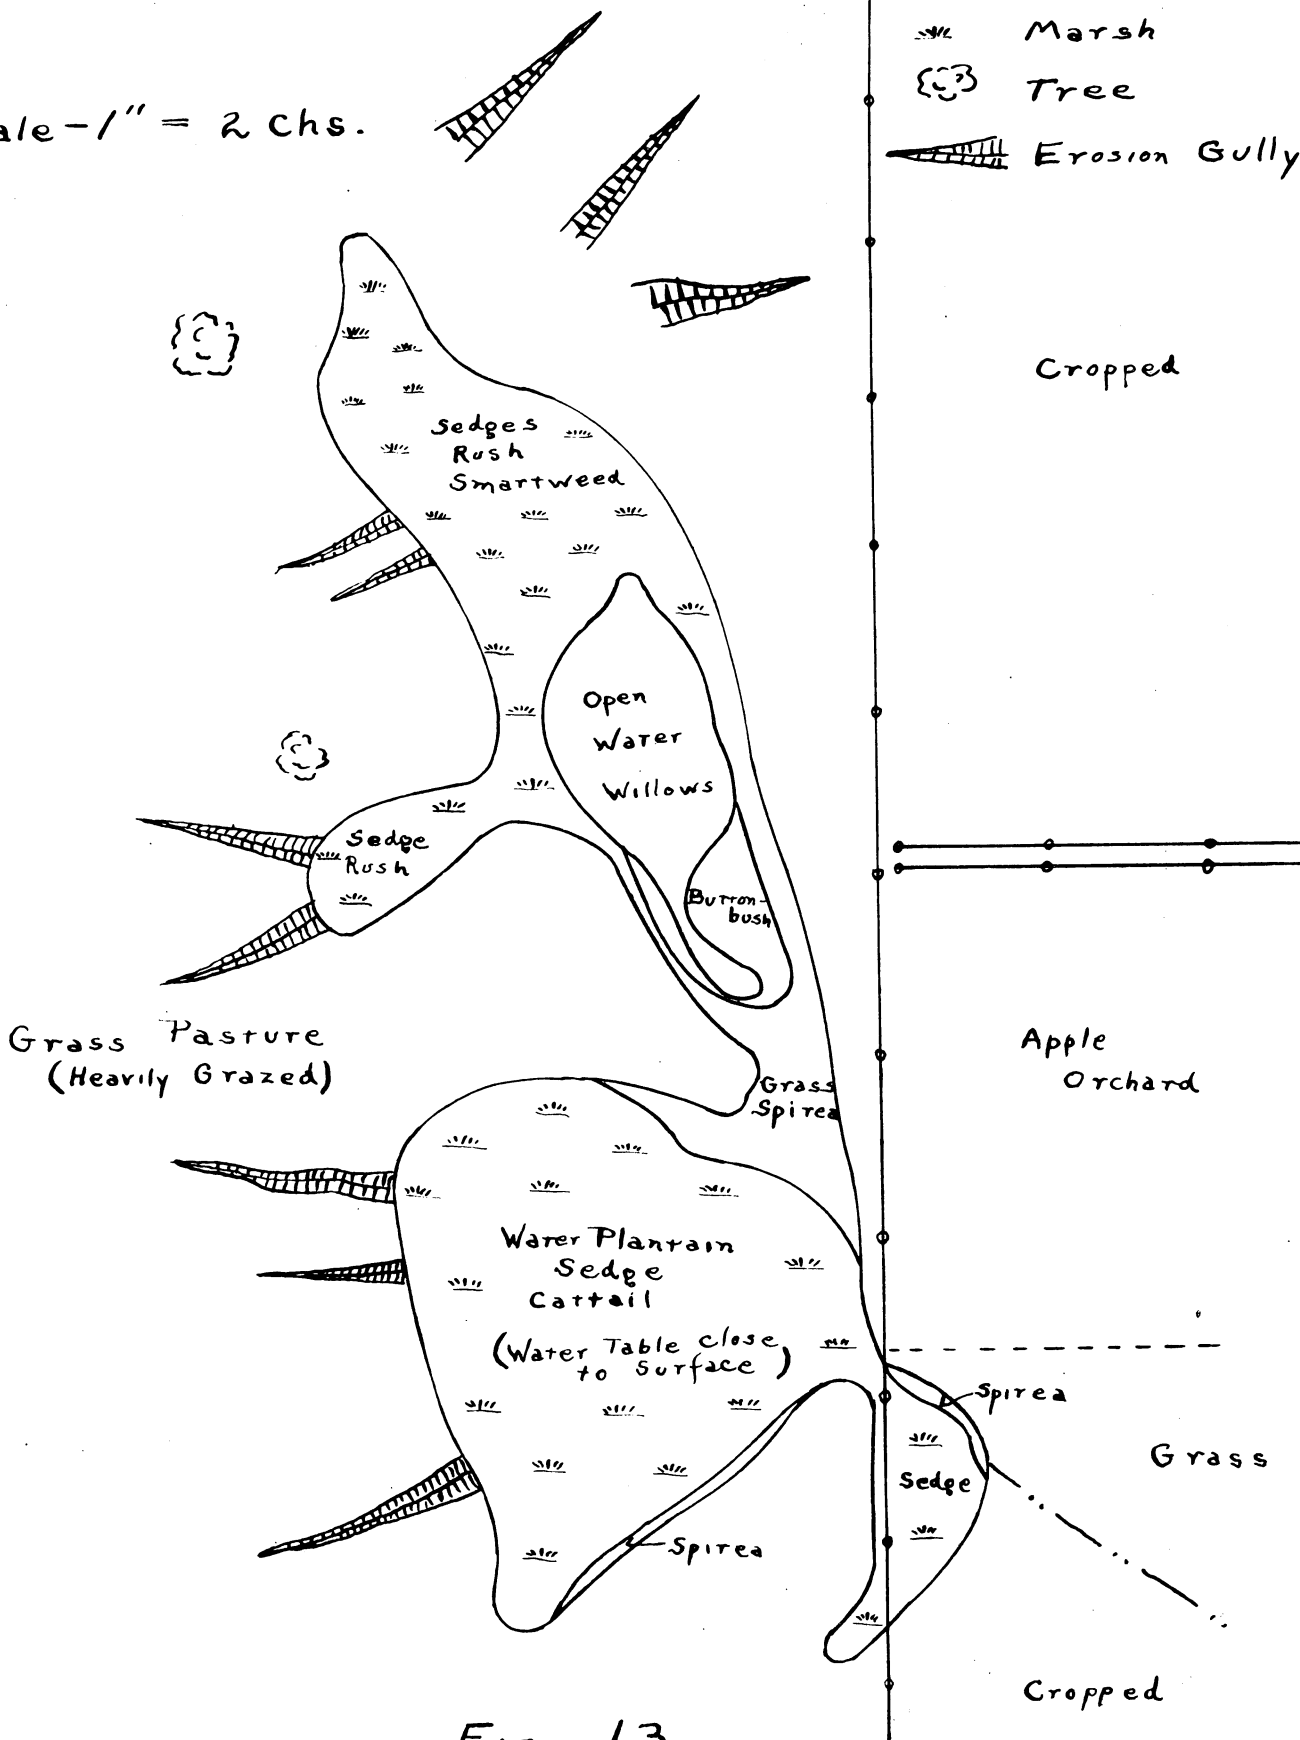 Marsh
Tree
ale - 1" = 2 Chs.
Erosion Gully
Cropped
Sedges
Rush
Smartweed
Open
Water
Willows
Sedge
Rush
Button-
bush
Grass Pasture
(Heavily Grazed)
Apple
Orchard
Grass
Spirea
Water Plantain
Sedge
Cattail
(Water Table close
to Surface)
Spirea
Grass
Sedge
Spirea
Cropped
13